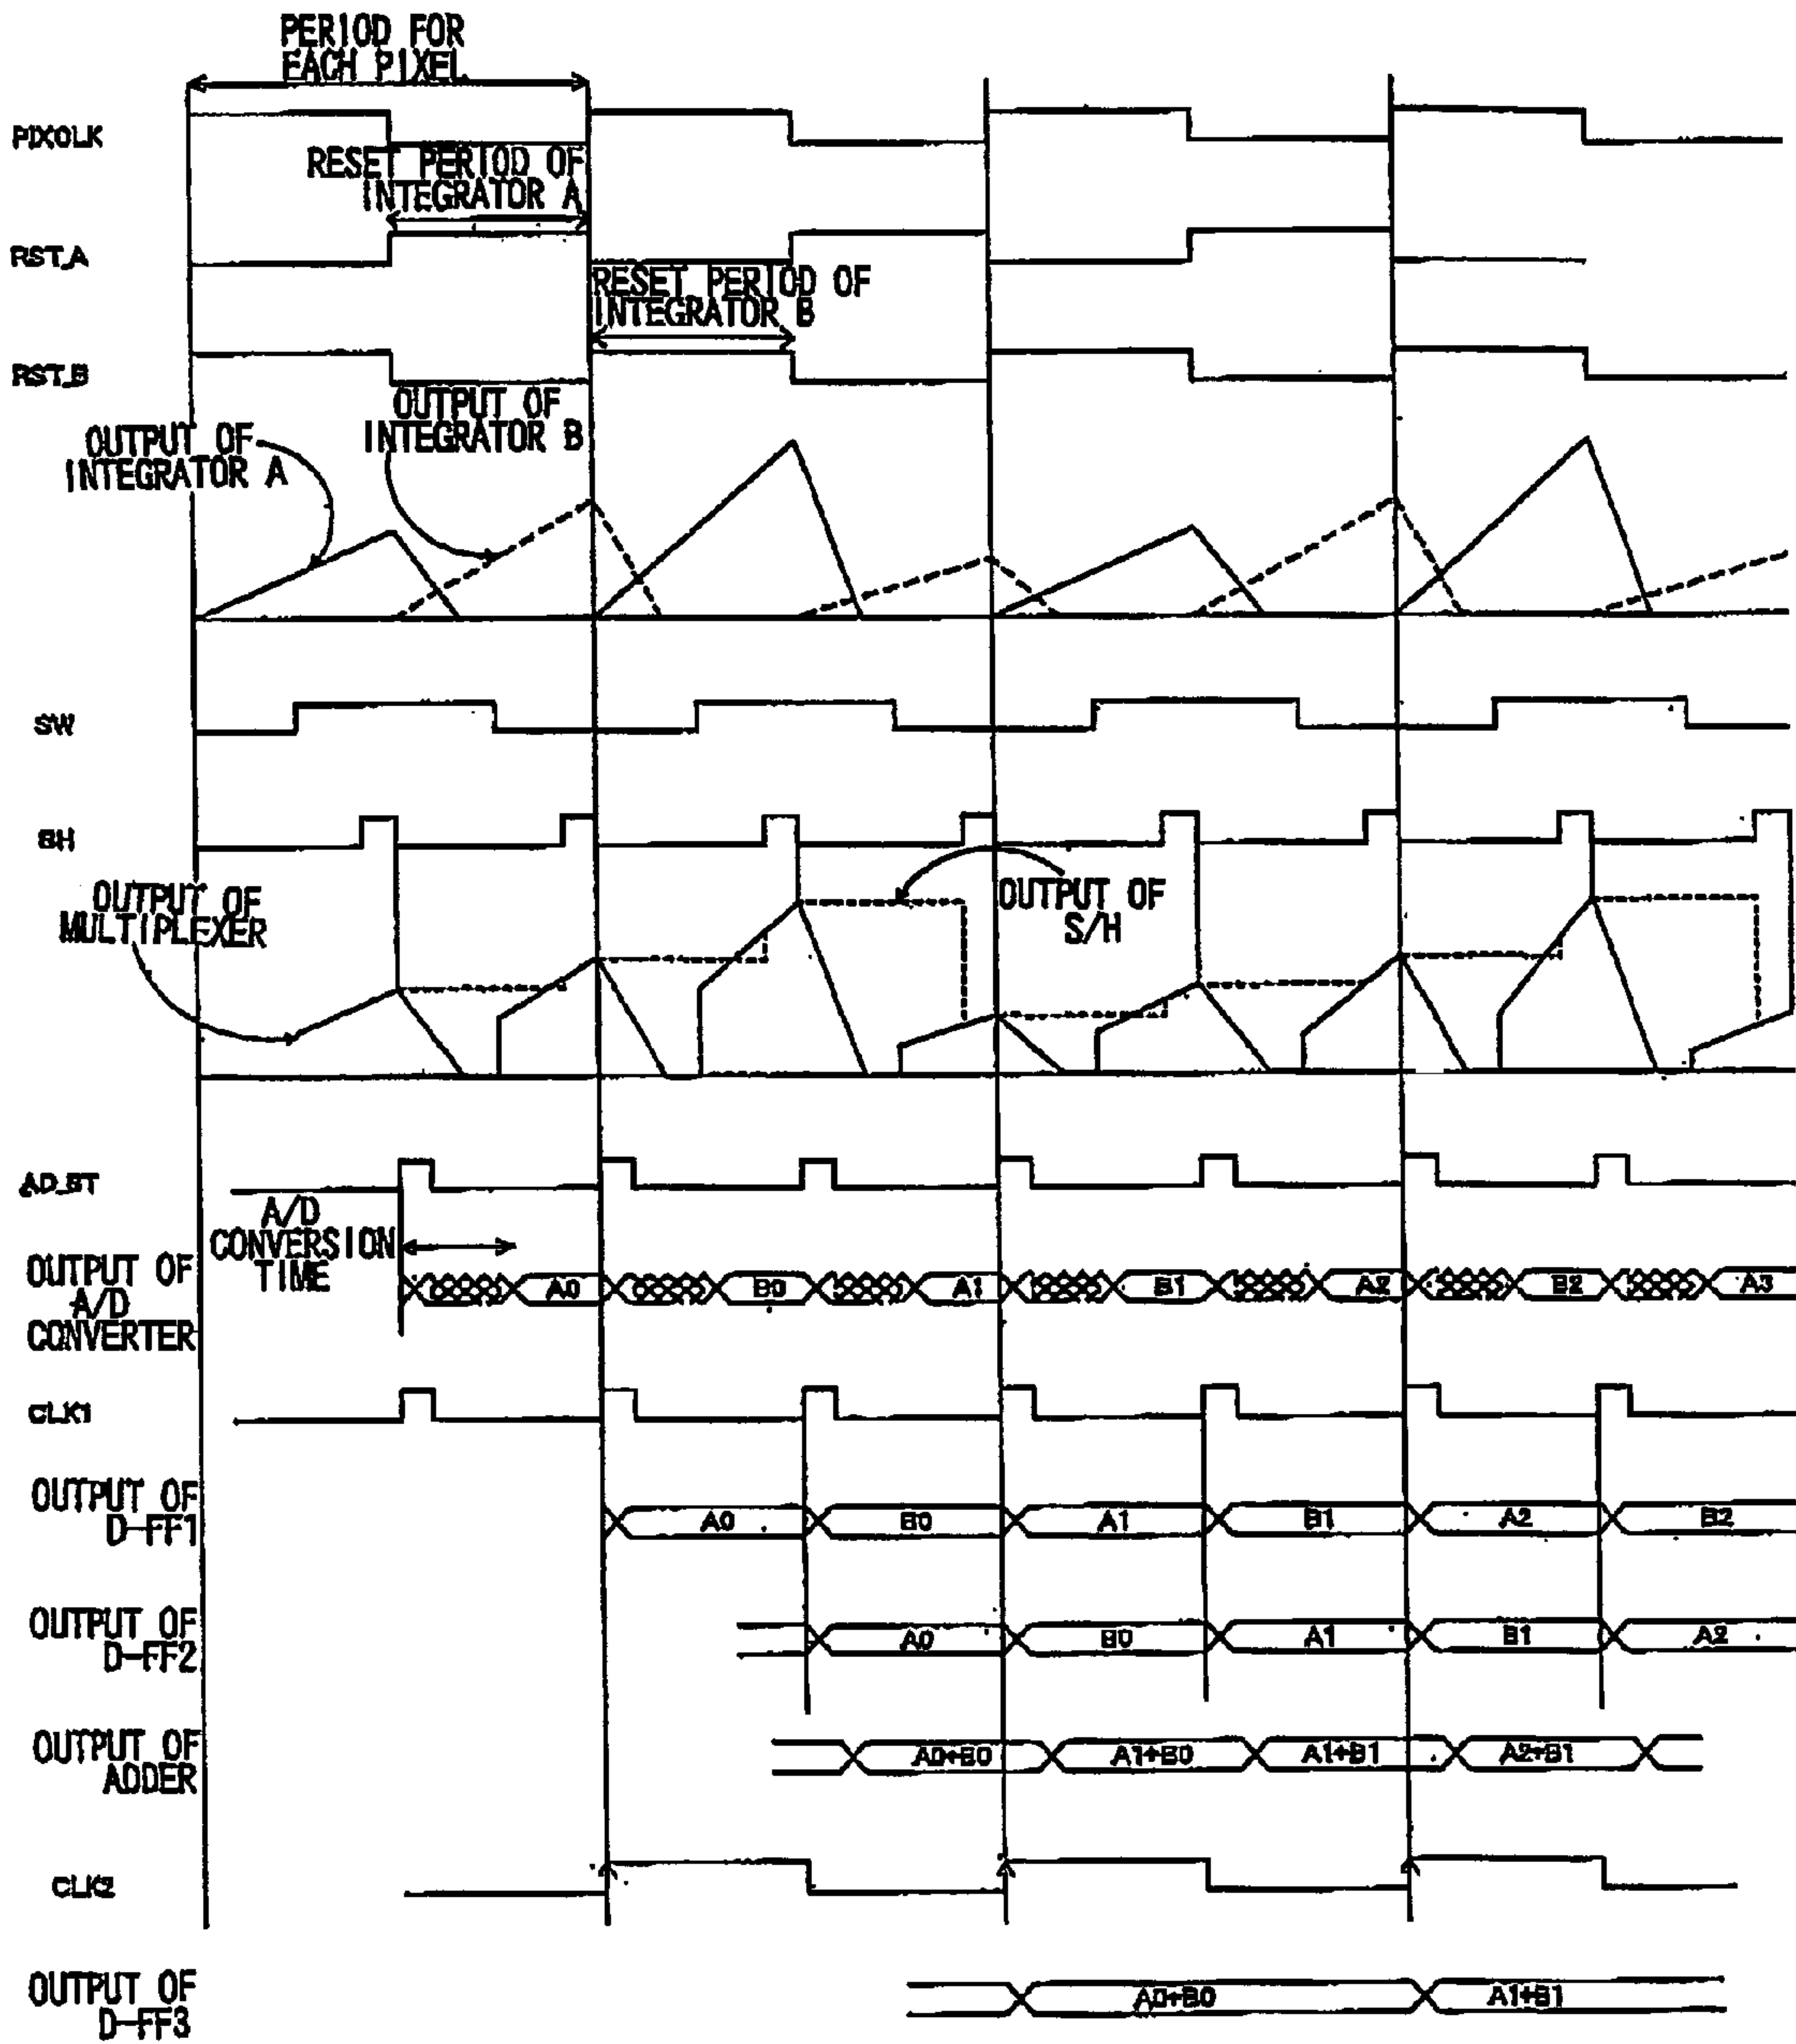 PERIOD FOR
EACH PIXEL
PIXCLK
RESET PERIOD OF
INTEGRATOR A
RST_A
RESET PERIOD OF
INTEGRATOR B
RST_B
OUTPUT OF
INTEGRATOR B
OUTPUT OF
INTEGRATOR A
SW
SH
OUTPUT OF
MULTIPLEXER
OUTPUT OF
S/H
AD_ST
A/D
CONVERSION
TIME
OUTPUT OF
A/D
CONVERTER
A0 B0 A1 B1 A2 B2 A3
CLK1
OUTPUT OF
D-FF1
A0 B0 A1 B1 A2 B2
OUTPUT OF
D-FF2
A0 B0 A1 B1 A2
OUTPUT OF
ADDER
A0+B0 A1+B0 A1+B1 A2+B1
CLK2
OUTPUT OF
D-FF3
A0+B0 A1+B1